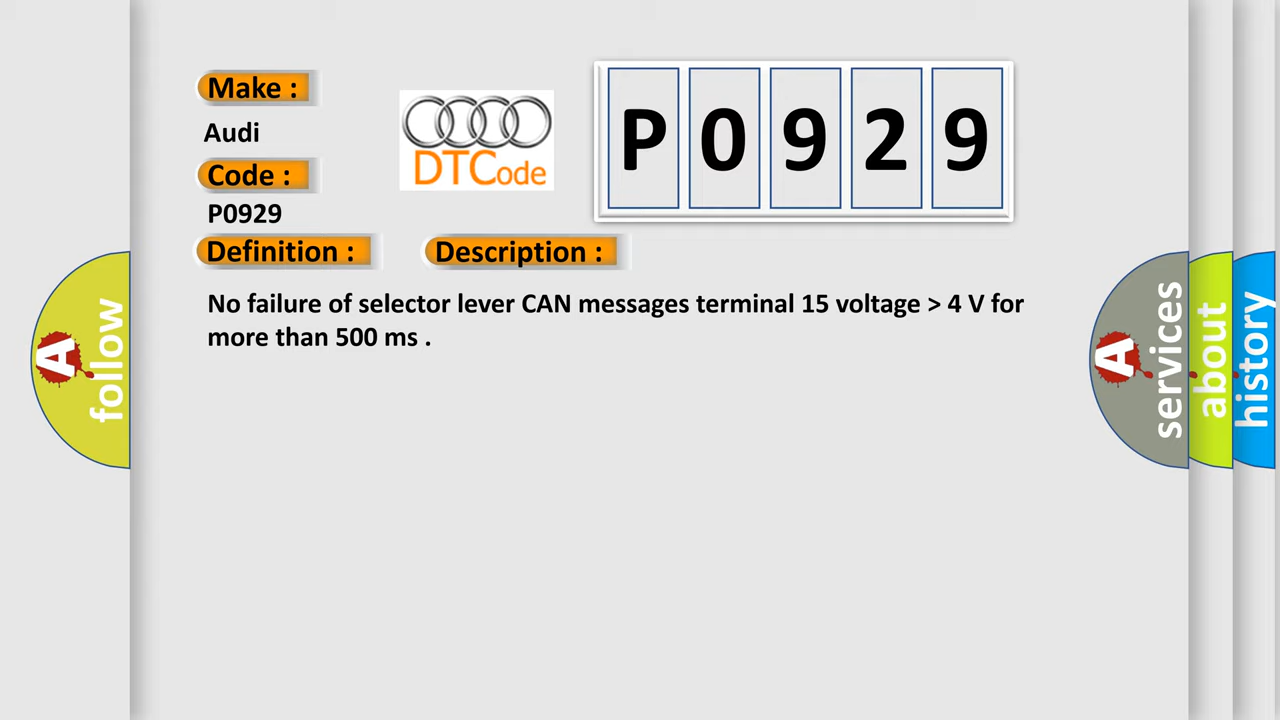 Make :
Audi
Code :
P0929
Definition :
Description :
DTCode
P0929
No failure of selector lever CAN messages terminal 15 voltage > 4 V for
more than 500 ms .
A
follow
A
services
about
history